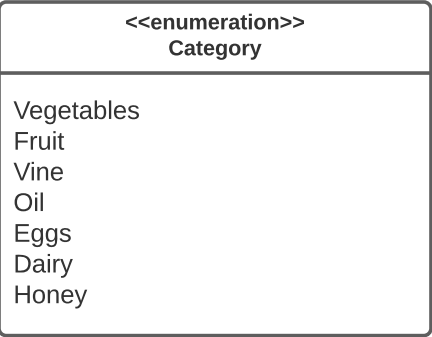 <<enumeration>>
Category
Vegetables
Fruit
Vine
Oil
Eggs
Dairy
Honey